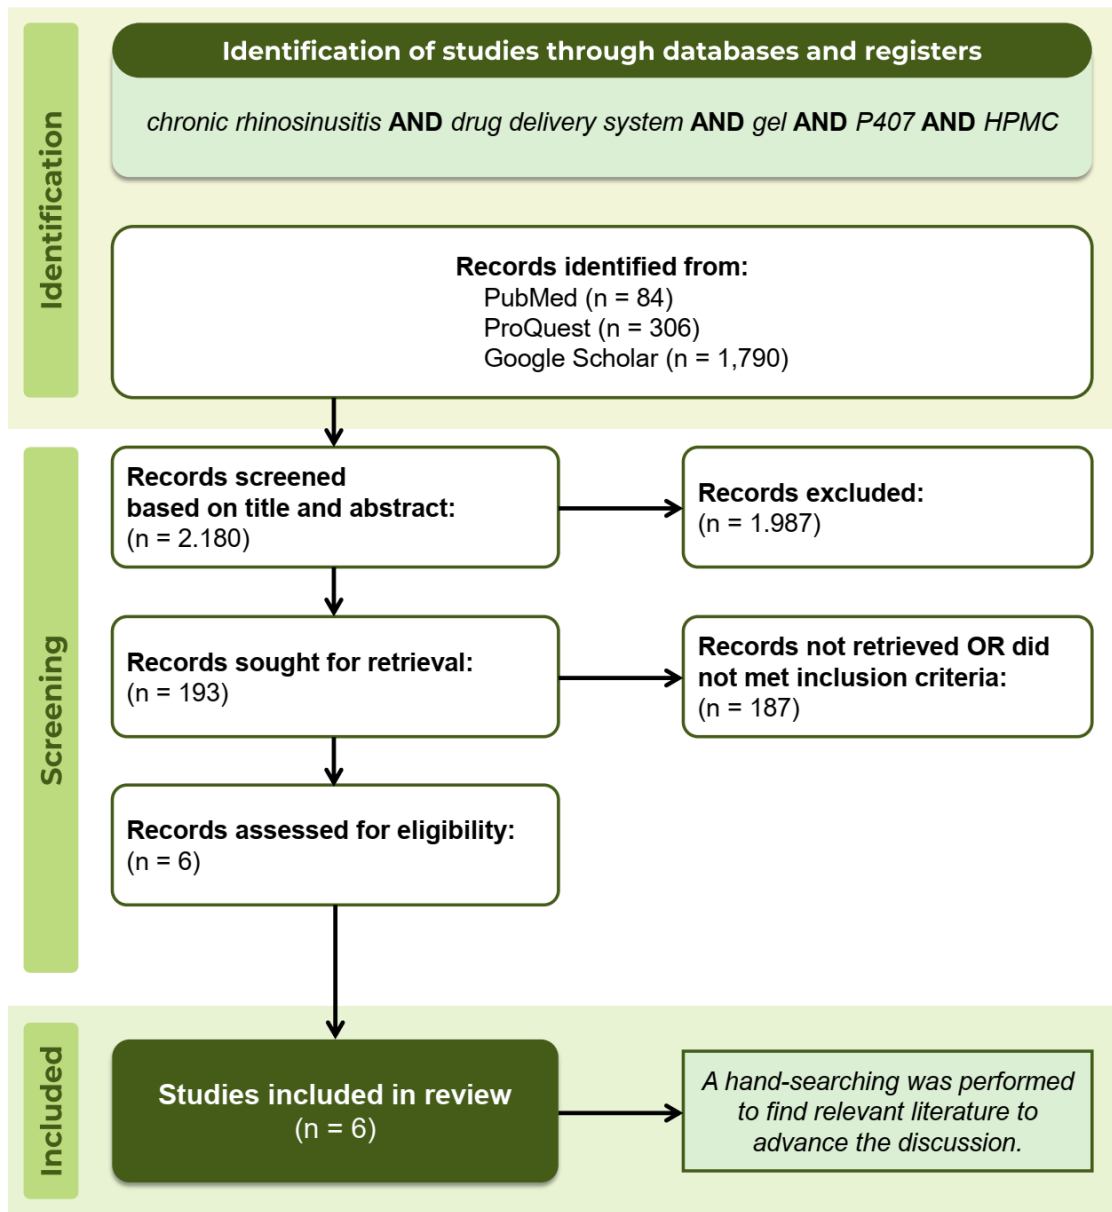 Identification
Identification of studies through databases and registers
chronic rhinosinusitis AND drug delivery system AND gel AND P407 AND HPMC
Records identified from:
PubMed (n = 84)
ProQuest (n = 306)
Google Scholar (n = 1,790)
Screening
Records screened
based on title and abstract:
(n = 2.180)
Records excluded:
(n = 1.987)
Records sought for retrieval:
(n = 193)
Records not retrieved OR did
not met inclusion criteria:
(n = 187)
Records assessed for eligibility:
(n = 6)
Included
Studies included in review
(n = 6)
A hand-searching was performed
to find relevant literature to
advance the discussion.